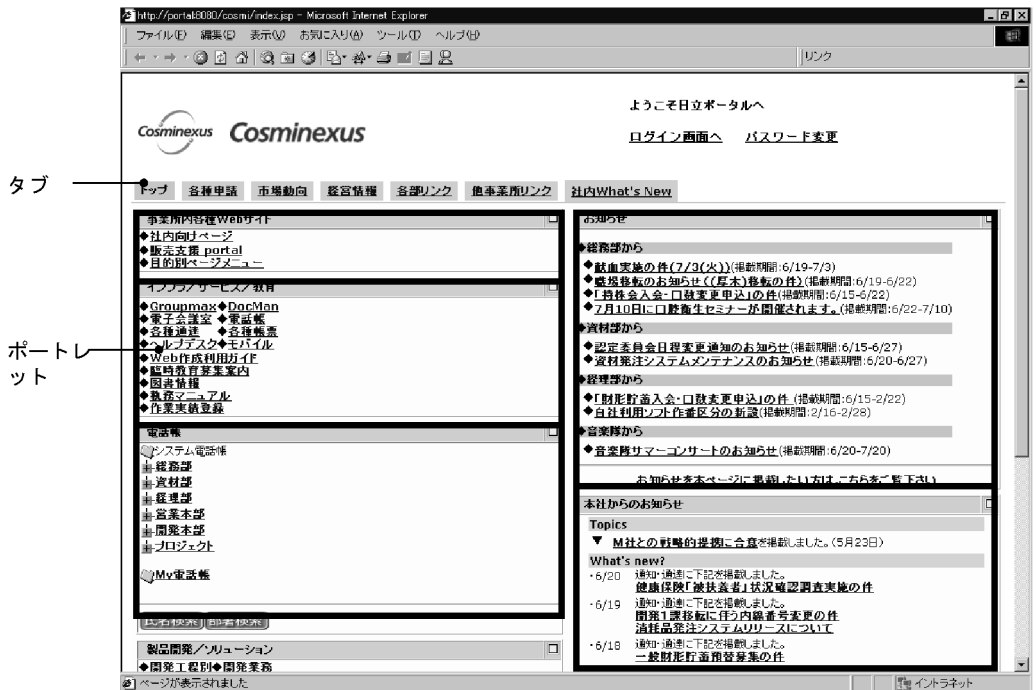 http://portal:8080/cosmi/index.jsp - Microsoft Internet Explorer
ファイル(F) 編集(E) 表示(V) お気に入り(A) ツール(T) ヘルプ(H)
リンク
ようこそ日立ポータルへ
Cosminexus Cosminexus
ログイン画面へ パスワード変更
タブ
トップ 各種申請 市場動向 経営情報 各部リンク 他事業所リンク 社内What's New
事業所内各種Webサイト
◆社内向けページ
◆販売支援 portal
◆目的別ページメニュー
インフラ/サービス/教育
◆Groupmax◆DocMan
◆電子会議室 ◆電話帳
◆各種通達 ◆各種帳票
◆ヘルプデスク◆モバイル
◆Web作成利用ガイド
◆臨時教育募集案内
◆図書情報
◆執務マニュアル
◆作業実績登録
ポートレット
電話帳
システム電話帳
総務部
資材部
経理部
営業本部
開発本部
プロジェクト
My電話帳
氏名検索 部署検索
製品開発/ソリューション
◆開発工程別◆開発業務
お知らせ
◆総務部から
◆献血実施の件(7/3(火))(掲載期間:6/19-7/3)
◆職場移転のお知らせ((厚木)移転の件)(掲載期間:6/19-6/22)
◆「持株会入会・口数変更申込」の件(掲載期間:6/15-6/22)
◆7月10日に口腔衛生セミナーが開催されます。(掲載期間:6/22-7/10)
◆資材部から
◆認定委員会日程変更通知のお知らせ(掲載期間:6/15-6/27)
◆資材発注システムメンテナンスのお知らせ(掲載期間:6/20-6/27)
◆経理部から
◆「財形貯蓄入会・口数変更申込」の件(掲載期間:6/15-2/22)
◆自社利用ソフト作番区分の新設(掲載期間:2/16-2/28)
◆音楽隊から
◆音楽隊サマーコンサートのお知らせ(掲載期間:6/20-7/20)
お知らせを本ページに掲載したい方は、こちらをご覧下さい
本社からのお知らせ
Topics
▼ M社との戦略的提携に合意を掲載しました。(5月23日)
What's new?
・6/20 通知・通達に下記を掲載しました。
健康保険「被扶養者」状況確認調査実施の件
・6/19 通知・通達に下記を掲載しました。
開発1課移転に伴う内線番号変更の件
消耗品発注システムリリースについて
・6/18 通知・通達に下記を掲載しました。
一般財形貯蓄預替募集の件
ページが表示されました
イントラネット